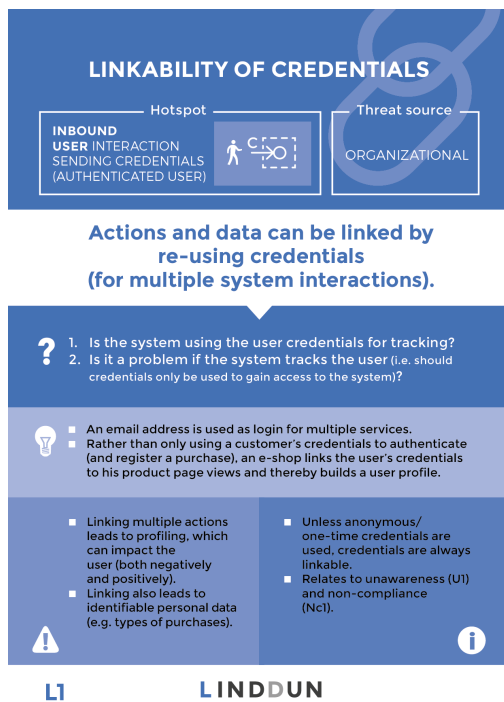 LINKABILITY OF CREDENTIALS
Hotspot
INBOUND
USER INTERACTION
SENDING CREDENTIALS
(AUTHENTICATED USER)
C
Threat source
ORGANIZATIONAL
Actions and data can be linked by
re-using credentials
(for multiple system interactions).
?
1. Is the system using the user credentials for tracking?
2. Is it a problem if the system tracks the user (i.e. should
credentials only be used to gain access to the system)?
An email address is used as login for multiple services.
Rather than only using a customer's credentials to authenticate
(and register a purchase), an e-shop links the user's credentials
to his product page views and thereby builds a user profile.
Linking multiple actions
leads to profiling, which
can impact the
user (both negatively
and positively).
Linking also leads to
identifiable personal data
(e.g. types of purchases).
!
Unless anonymous/
one-time credentials are
used, credentials are always
linkable.
Relates to unawareness (U1)
and non-compliance
(Nc1).
i
L1
LINDDUN